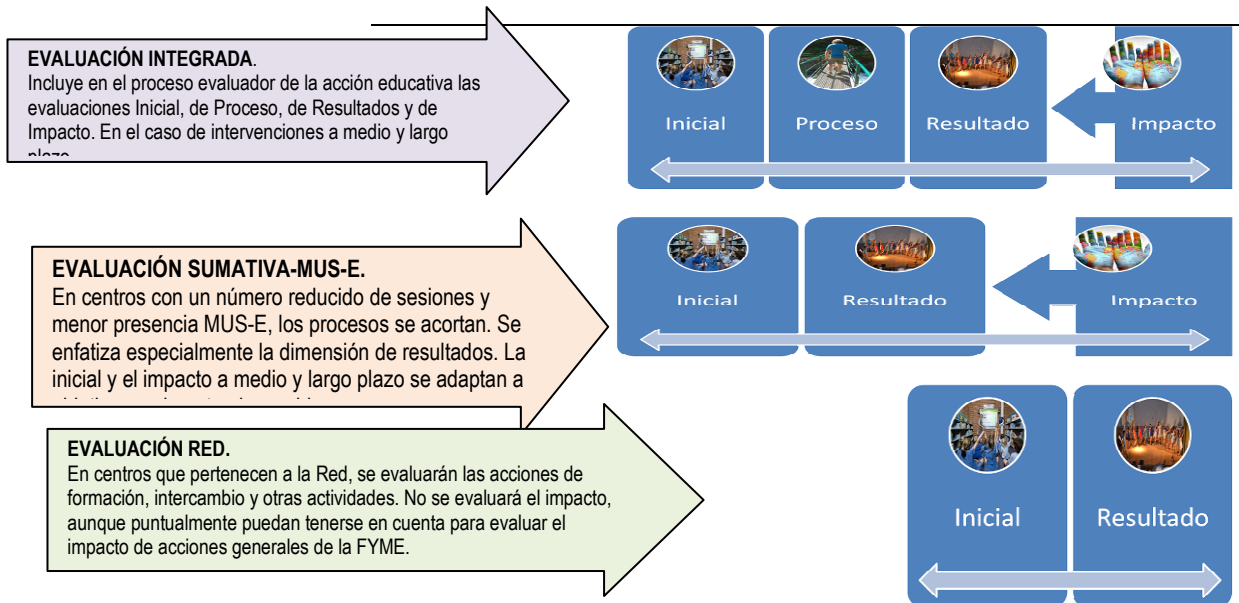 EVALUACIÓN INTEGRADA.
Incluye en el proceso evaluador de la acción educativa las
evaluaciones Inicial, de Proceso, de Resultados y de
Impacto. En el caso de intervenciones a medio y largo
plazo
Inicial
Proceso
Resultado
Impacto
EVALUACIÓN SUMATIVA-MUS-E.
En centros con un número reducido de sesiones y
menor presencia MUS-E, los procesos se acortan. Se
enfatiza especialmente la dimensión de resultados. La
inicial y el impacto a medio y largo plazo se adaptan a
Inicial
Resultado
Impacto
EVALUACIÓN RED.
En centros que pertenecen a la Red, se evaluarán las acciones de
formación, intercambio y otras actividades. No se evaluará el impacto,
aunque puntualmente puedan tenerse en cuenta para evaluar el
impacto de acciones generales de la FYME.
Inicial
Resultado